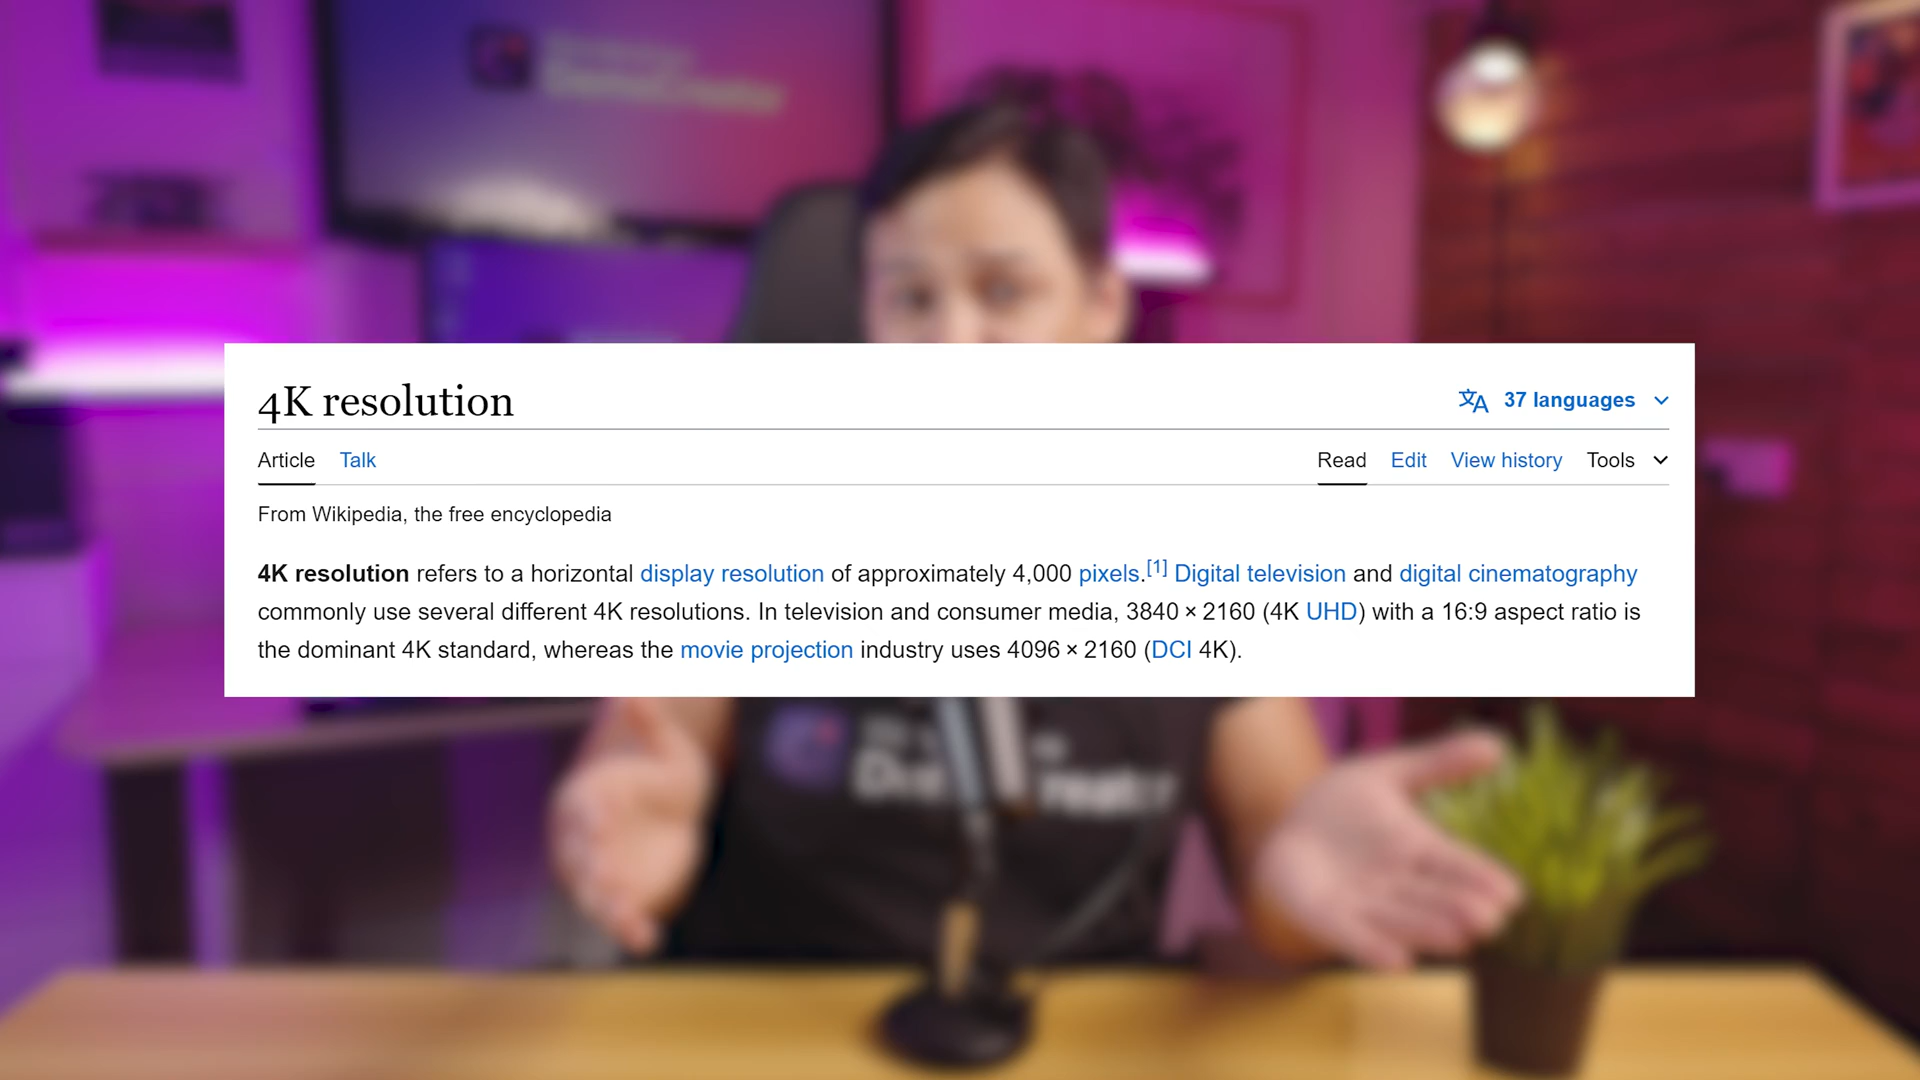 4K resolution
37 languages
Article Talk Read Edit View history Tools
From Wikipedia, the free encyclopedia
4K resolution refers to a horizontal display resolution of approximately 4,000 pixels.[1] Digital television and digital cinematography
commonly use several different 4K resolutions. In television and consumer media, 3840 × 2160 (4K UHD) with a 16:9 aspect ratio is
the dominant 4K standard, whereas the movie projection industry uses 4096 × 2160 (DCI 4K).